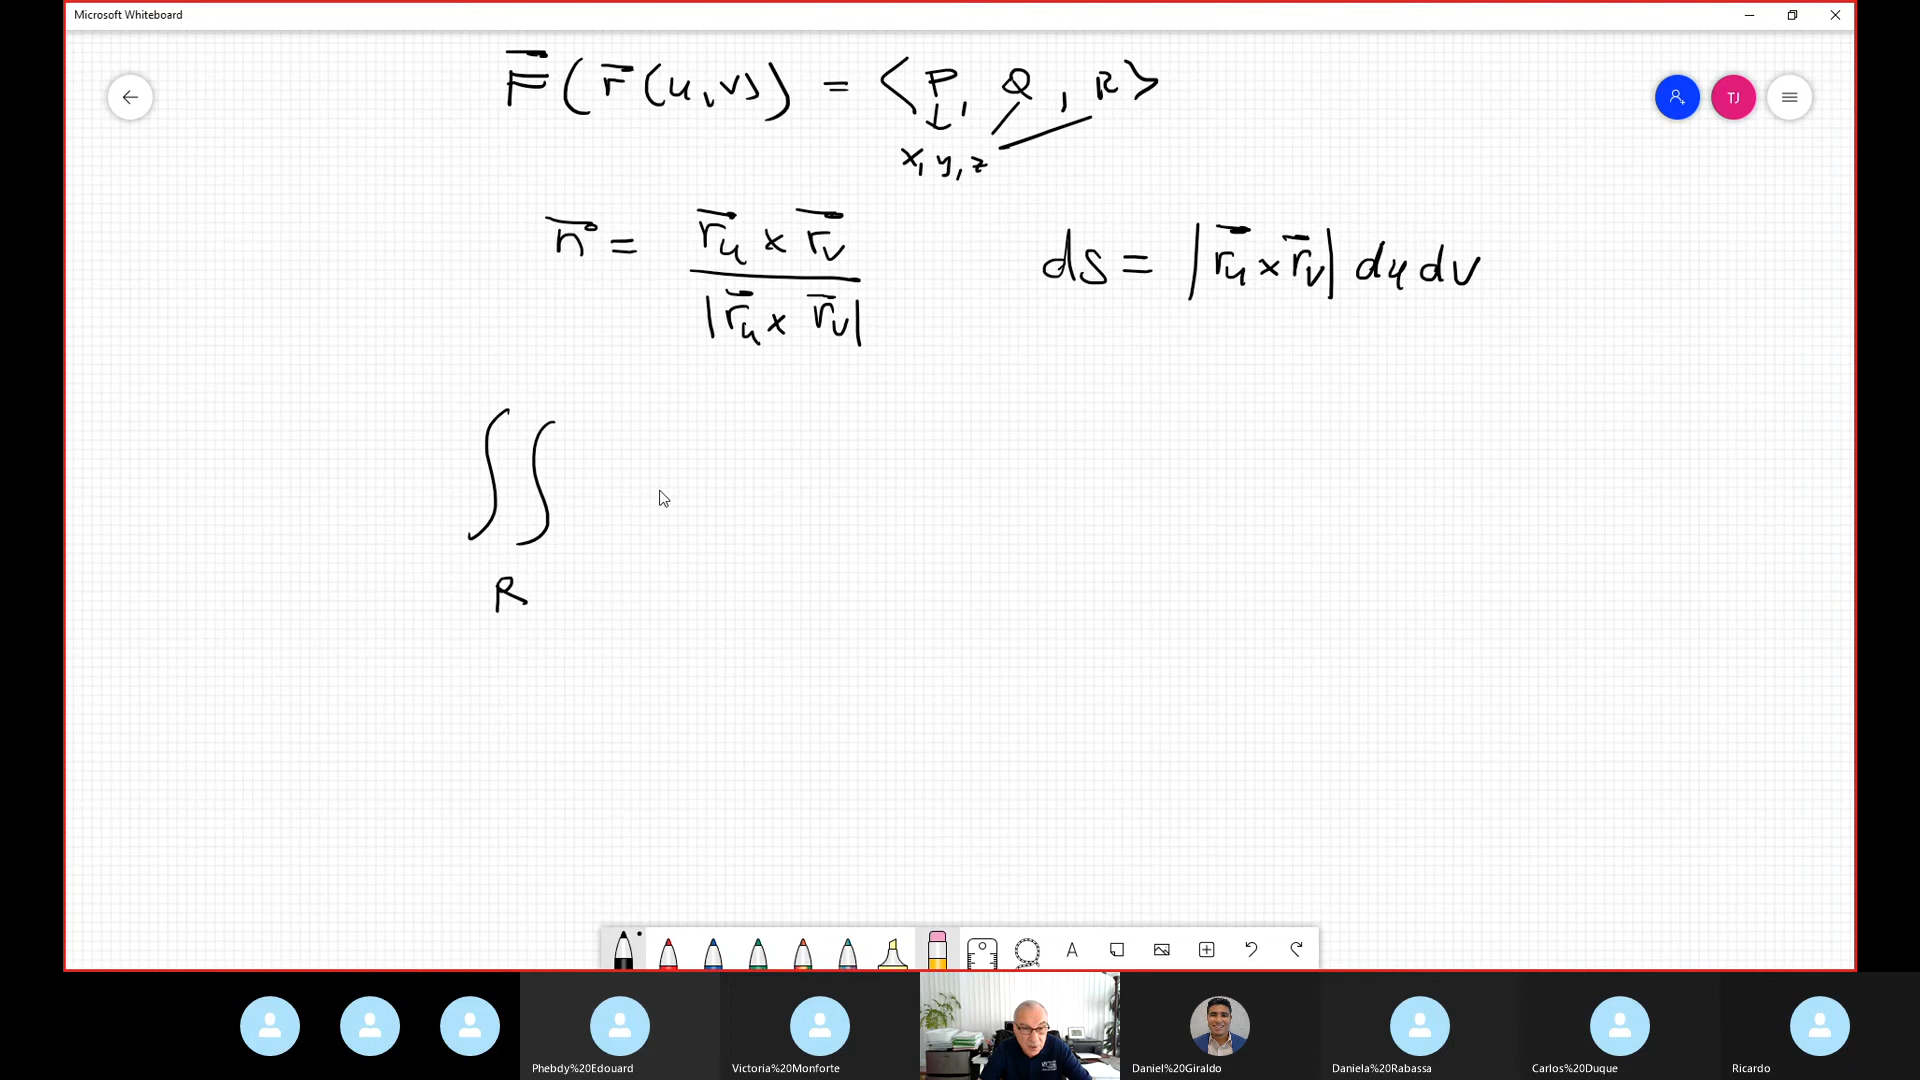 Microsoft Whiteboard
F̅(r̅(u,v)) = ⟨P, Q, R⟩
x, y, z
TJ
n̅ = r̅u × r̅v / |r̅u × r̅v|
ds = |r̅u × r̅v| du dv
∬
R
A
Phebdy%20Edouard
Victoria%20Monforte
Daniel%20Giraldo
Daniela%20Rabassa
Carlos%20Duque
Ricardo